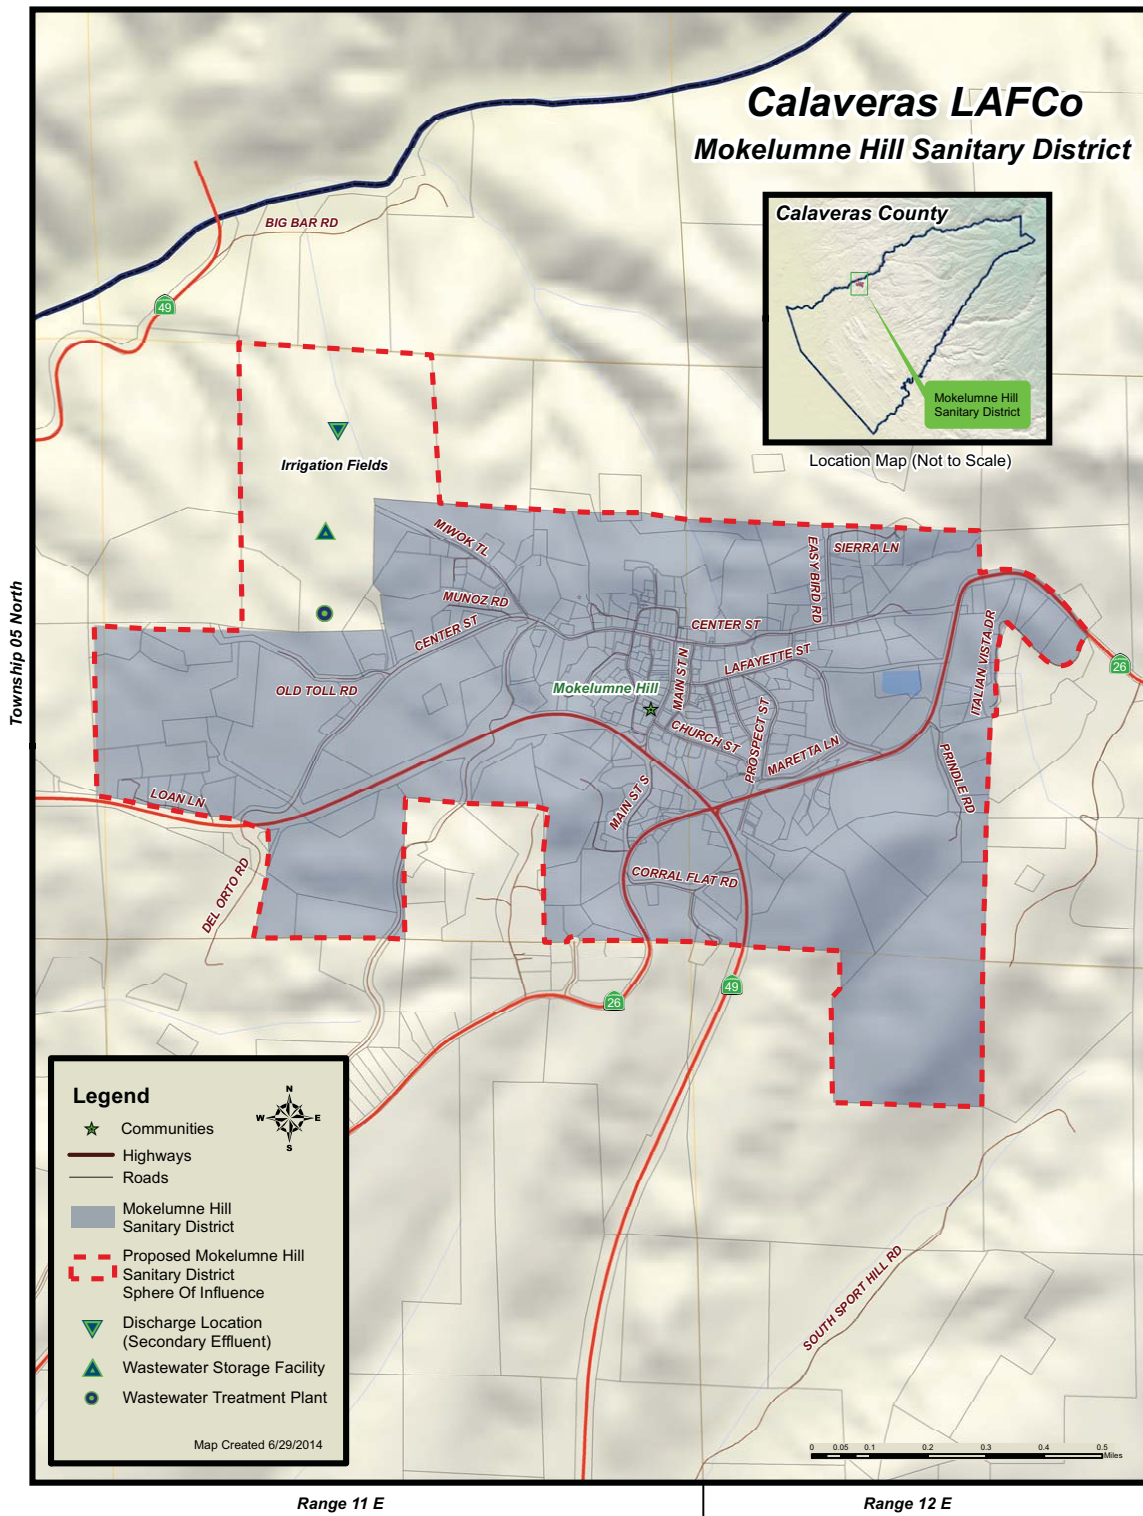 Calaveras LAFCo
Mokelumne Hill Sanitary District
Calaveras County
Mokelumne Hill
Sanitary District
Location Map (Not to Scale)
BIG BAR RD
49
Irrigation Fields
MIWOK TL
MUNOZ RD
CENTER ST
OLD TOLL RD
EASY BIRD RD
SIERRA LN
CENTER ST
LAFAYETTE ST
MAIN ST N
Mokelumne Hill
CHURCH ST
PROSPECT ST
MARETTA LN
ITALIAN VISTA DR
PRINDLE RD
26
LOAN LN
DEL ORTO RD
MAIN ST S
CORRAL FLAT RD
26
49
SOUTH SPORT HILL RD
Township 05 North
Legend
N
W
E
S
Communities
Highways
Roads
Mokelumne Hill
Sanitary District
Proposed Mokelumne Hill
Sanitary District
Sphere Of Influence
Discharge Location
(Secondary Effluent)
Wastewater Storage Facility
Wastewater Treatment Plant
Map Created 6/29/2014
0 0.05 0.1 0.2 0.3 0.4 0.5
Miles
Range 11 E
Range 12 E